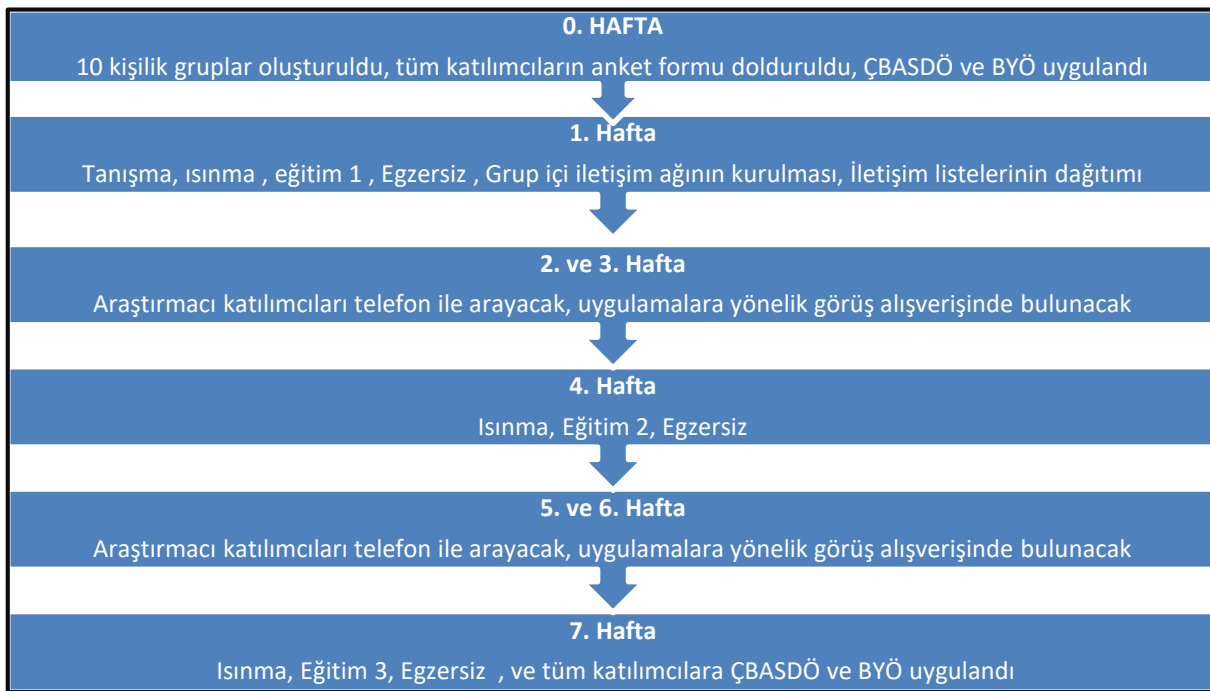 0. HAFTA
10 kişilik gruplar oluşturuldu, tüm katılımcıların anket formu dolduruldu, ÇBASDÖ ve BYÖ uygulandı
1. Hafta
Tanışma, ısınma , eğitim 1 , Egzersiz , Grup içi iletişim ağının kurulması, İletişim listelerinin dağıtımı
2. ve 3. Hafta
Araştırmacı katılımcıları telefon ile arayacak, uygulamalara yönelik görüş alışverişinde bulunacak
4. Hafta
Isınma, Eğitim 2, Egzersiz
5. ve 6. Hafta
Araştırmacı katılımcıları telefon ile arayacak, uygulamalara yönelik görüş alışverişinde bulunacak
7. Hafta
Isınma, Eğitim 3, Egzersiz , ve tüm katılımcılara ÇBASDÖ ve BYÖ uygulandı